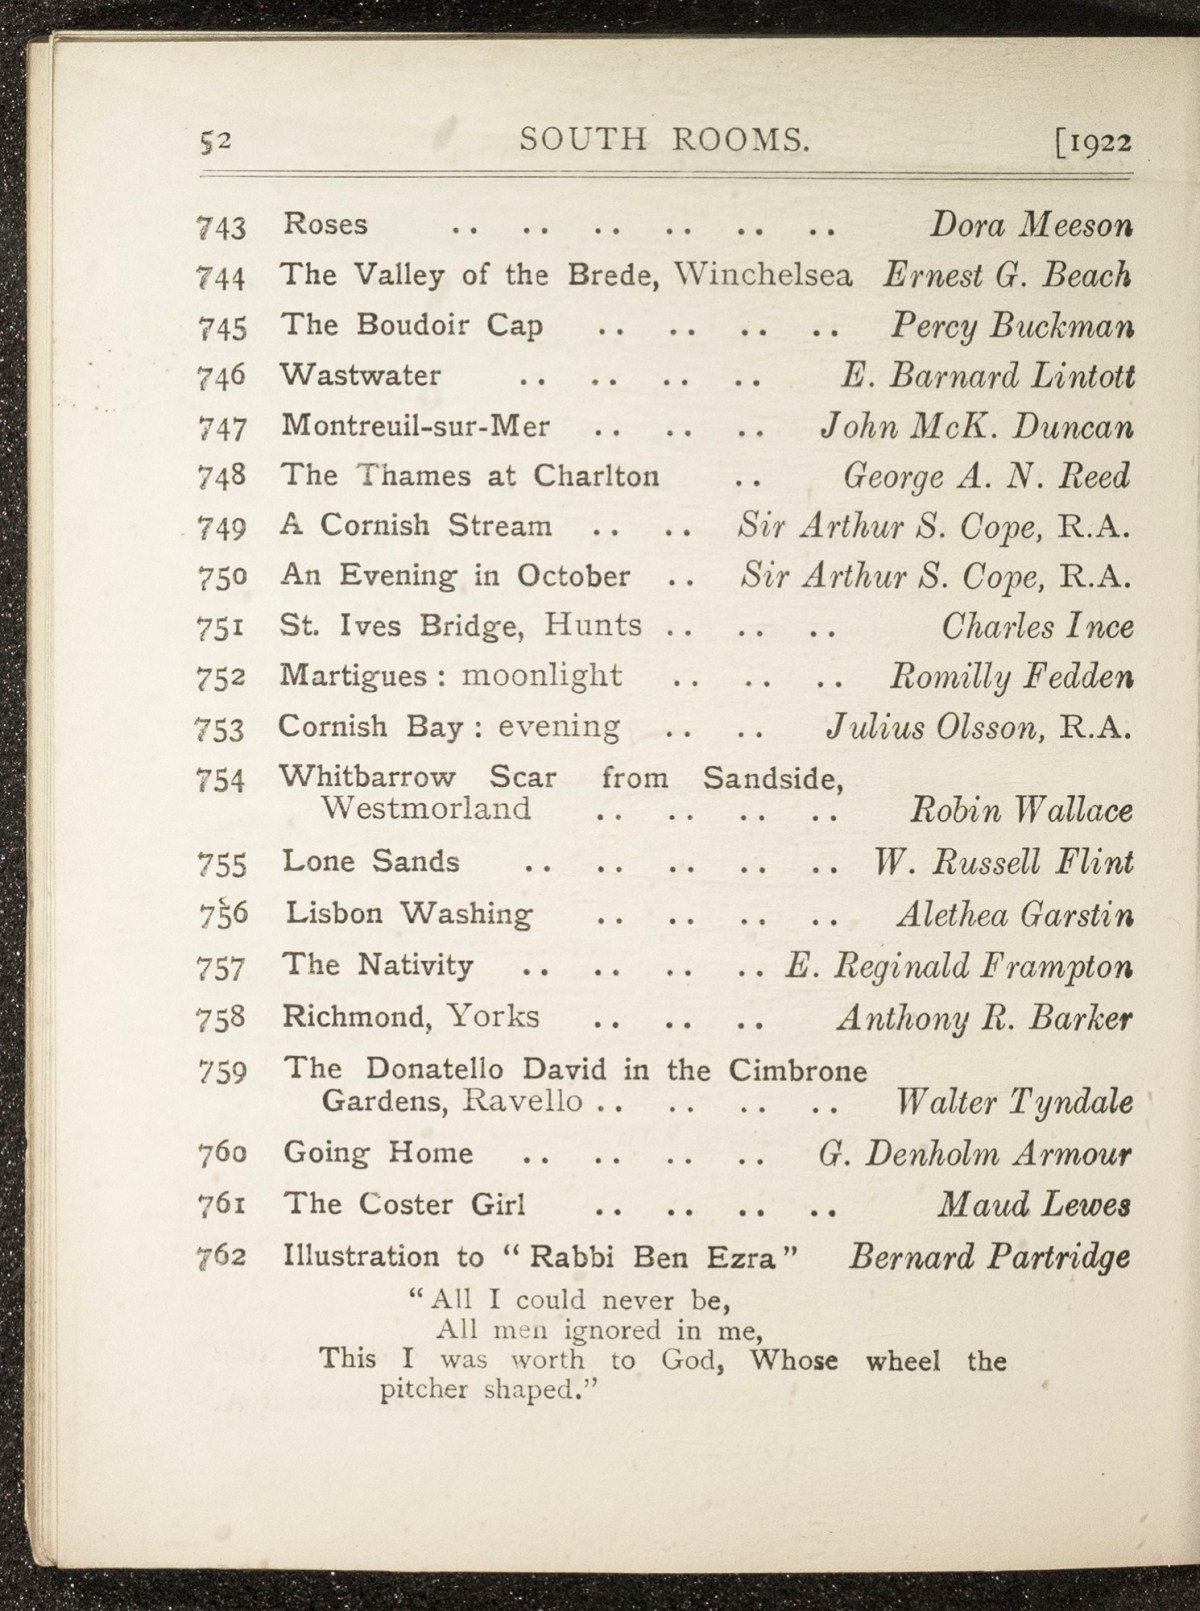 52 SOUTH ROOMS. [1922
743 Roses .. .. .. .. .. .. Dora Meeson
744 The Valley of the Brede, Winchelsea Ernest G. Beach
745 The Boudoir Cap .. .. .. .. Percy Buckman
746 Wastwater .. .. .. .. E. Barnard Lintott
747 Montreuil-sur-Mer .. .. .. John McK. Duncan
748 The Thames at Charlton .. George A. N. Reed
749 A Cornish Stream .. .. Sir Arthur S. Cope, R.A.
750 An Evening in October .. Sir Arthur S. Cope, R.A.
751 St. Ives Bridge, Hunts .. .. .. Charles Ince
752 Martigues : moonlight .. .. .. Romilly Fedden
753 Cornish Bay : evening .. .. Julius Olsson, R.A.
754 Whitbarrow Scar from Sandside,
Westmorland .. .. .. .. Robin Wallace
755 Lone Sands .. .. .. .. .. W. Russell Flint
756 Lisbon Washing .. .. .. .. Alethea Garstin
757 The Nativity .. .. .. .. E. Reginald Frampton
758 Richmond, Yorks .. .. .. Anthony R. Barker
759 The Donatello David in the Cimbrone
Gardens, Ravello .. .. .. .. Walter Tyndale
760 Going Home .. .. .. .. G. Denholm Armour
761 The Coster Girl .. .. .. .. Maud Lewes
762 Illustration to “ Rabbi Ben Ezra ” Bernard Partridge
“ All I could never be,
All men ignored in me,
This I was worth to God, Whose wheel the
pitcher shaped.”